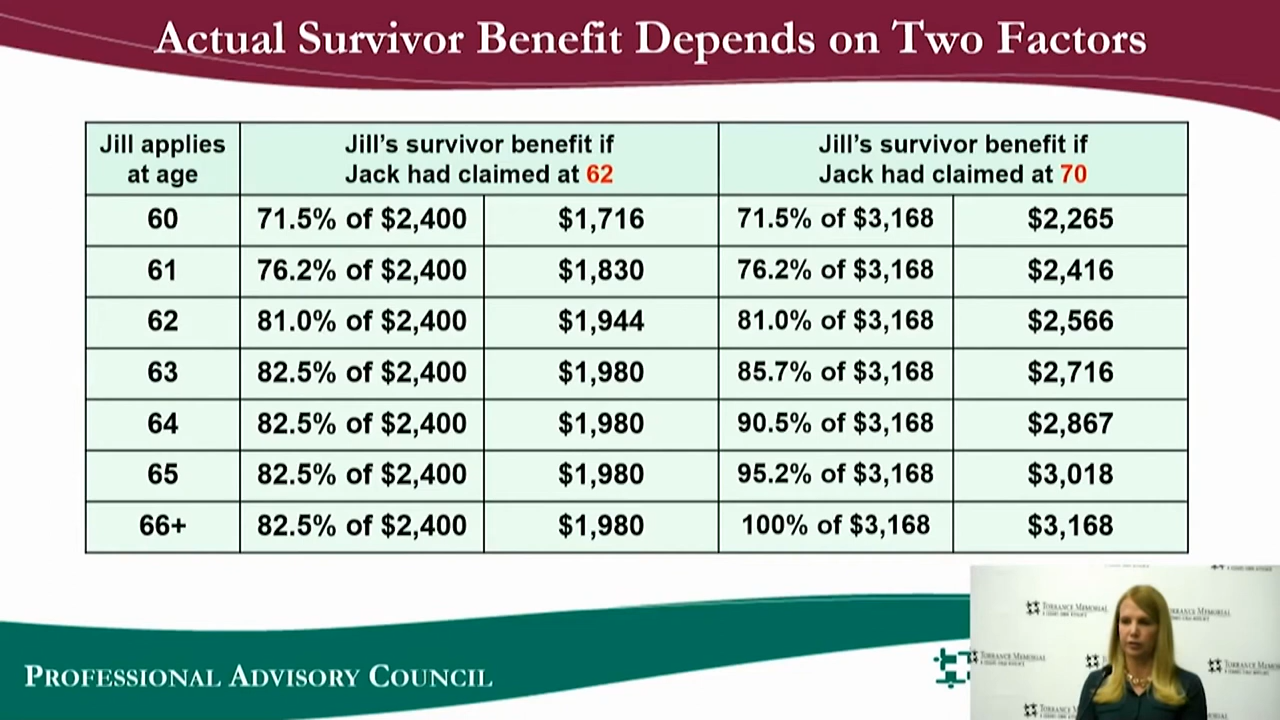 Actual Survivor Benefit Depends on Two Factors
Jill applies at age
Jill’s survivor benefit if
Jack had claimed at 62
Jill’s survivor benefit if
Jack had claimed at 70
60 71.5% of $2,400 $1,716 71.5% of $3,168 $2,265
61 76.2% of $2,400 $1,830 76.2% of $3,168 $2,416
62 81.0% of $2,400 $1,944 81.0% of $3,168 $2,566
63 82.5% of $2,400 $1,980 85.7% of $3,168 $2,716
64 82.5% of $2,400 $1,980 90.5% of $3,168 $2,867
65 82.5% of $2,400 $1,980 95.2% of $3,168 $3,018
66+ 82.5% of $2,400 $1,980 100% of $3,168 $3,168
PROFESSIONAL ADVISORY COUNCIL
TORRANCE MEMORIAL